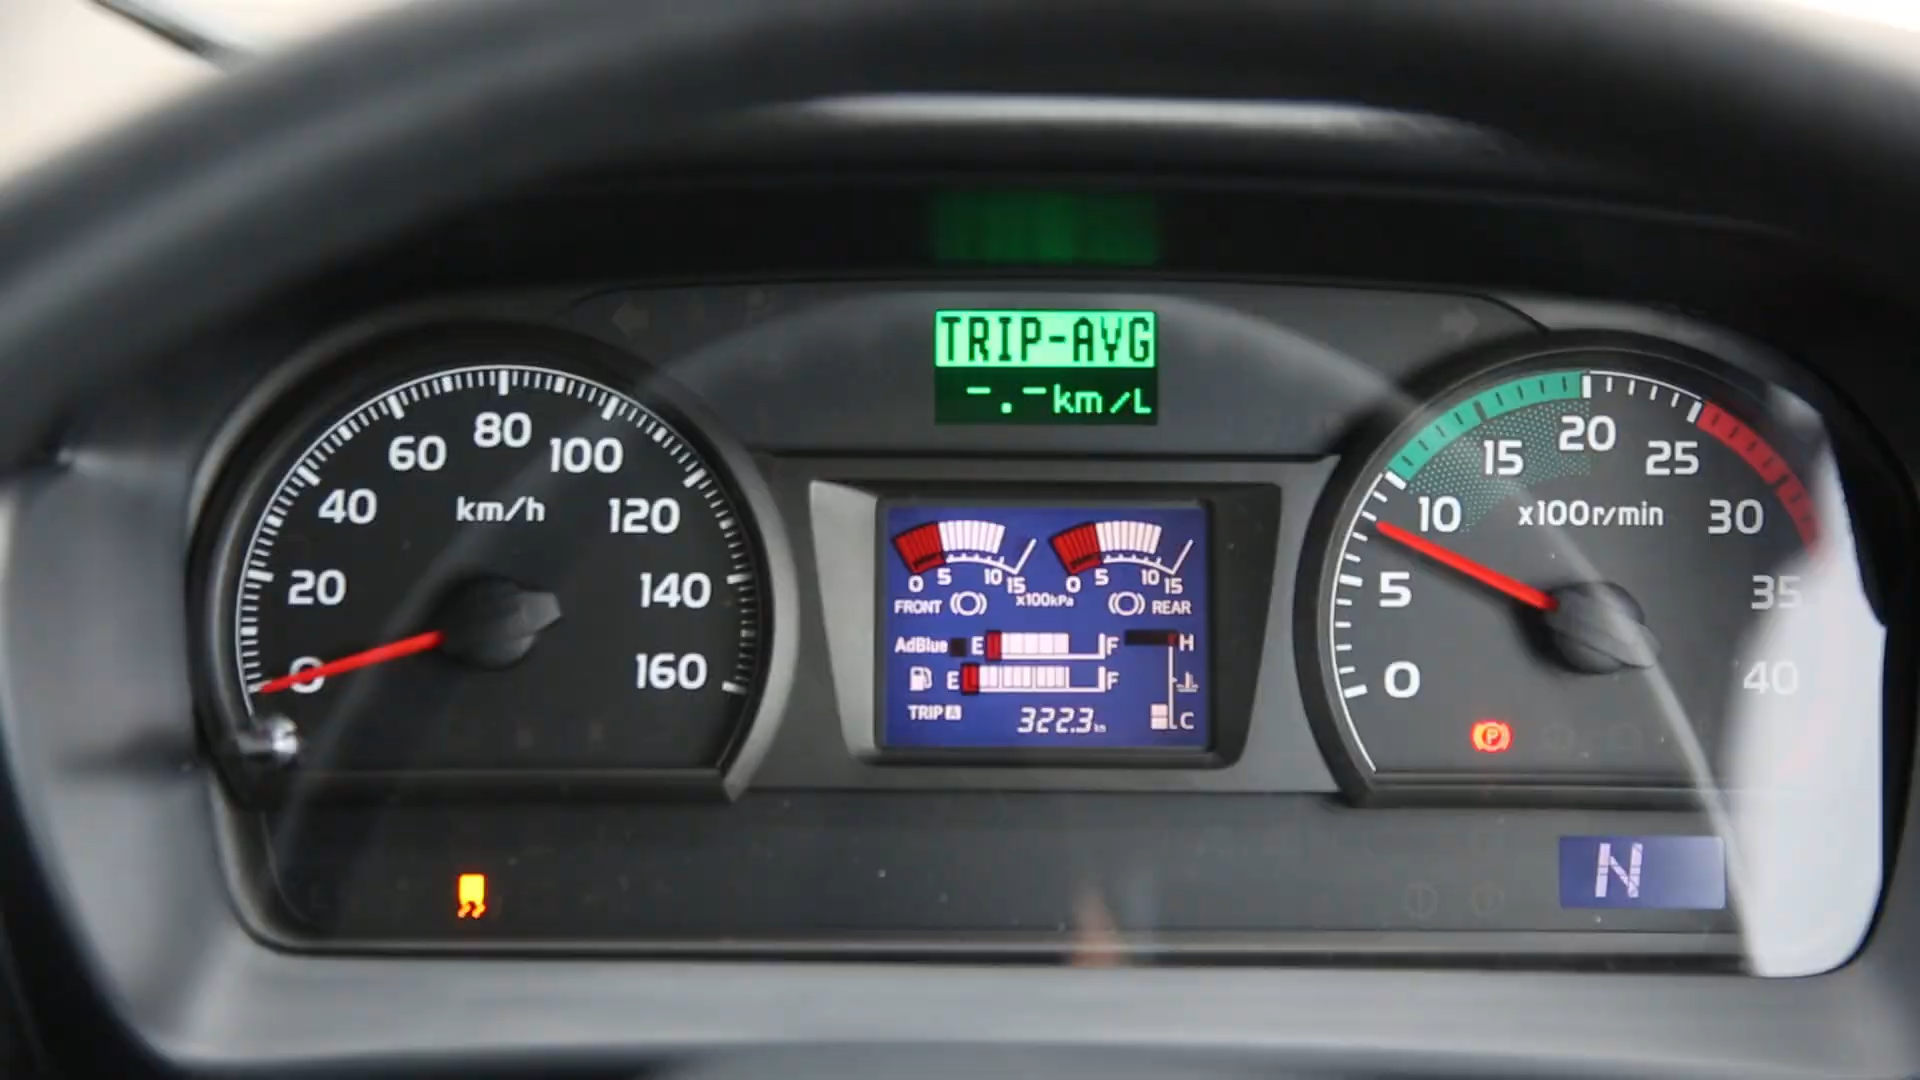 TRIP-AVG
-.-km/L
0
20
40
60
80
100
120
140
160
km/h
0 5 10 15 0 5 10 15
FRONT x100kPa REAR
AdBlue E F H
E F
TRIP A 322.3 C
0
5
10
15
20
25
30
35
40
x100r/min
P
N